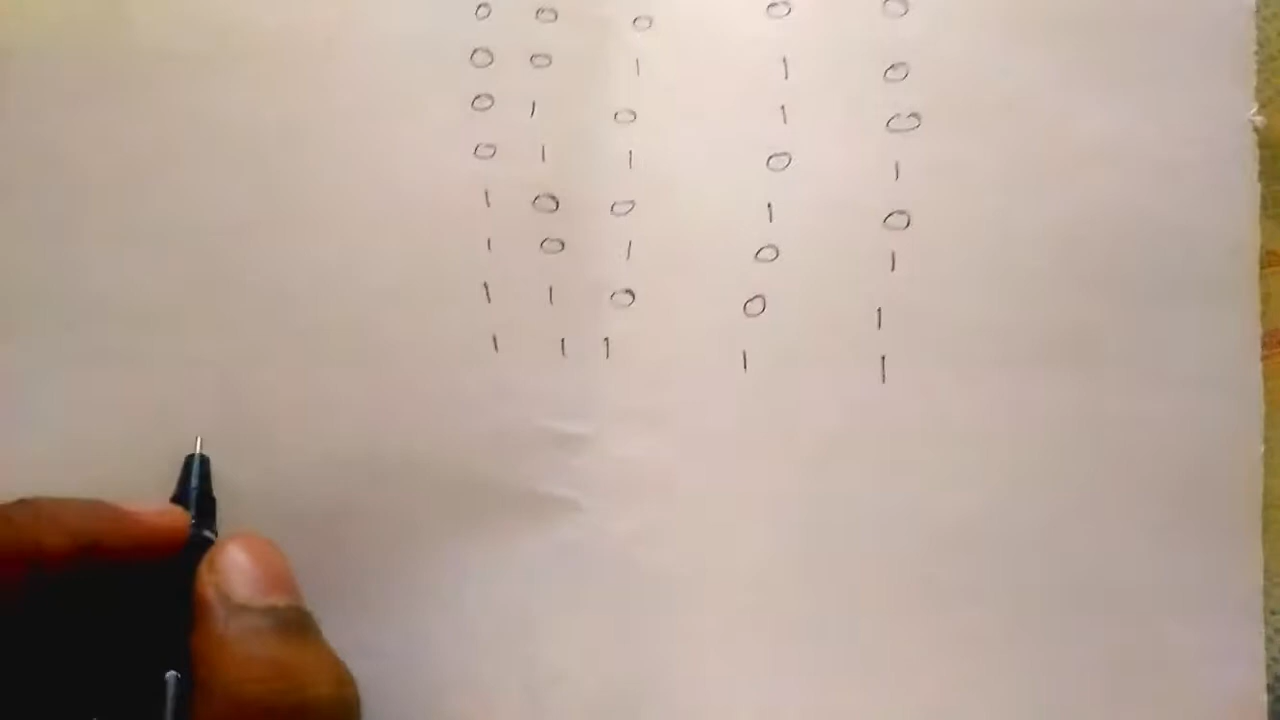 0 0 0 0 0
0 0 1 1 0
0 1 0 1 0
0 1 1 0 1
1 0 0 1 0
1 0 1 0 1
1 1 0 0 1
1 1 1 1 1